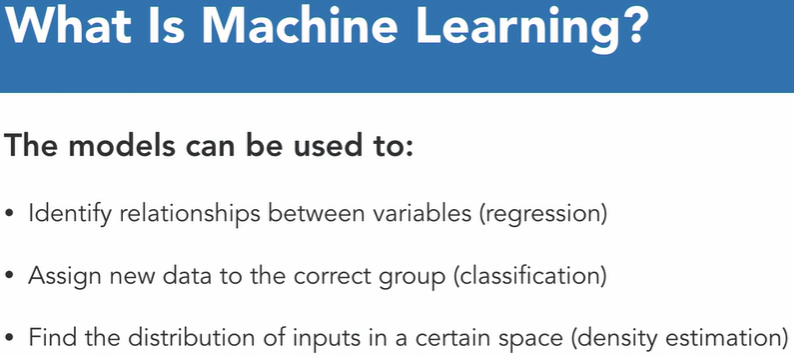 What Is Machine Learning?
The models can be used to:
• Identify relationships between variables (regression)
• Assign new data to the correct group (classification)
• Find the distribution of inputs in a certain space (density estimation)